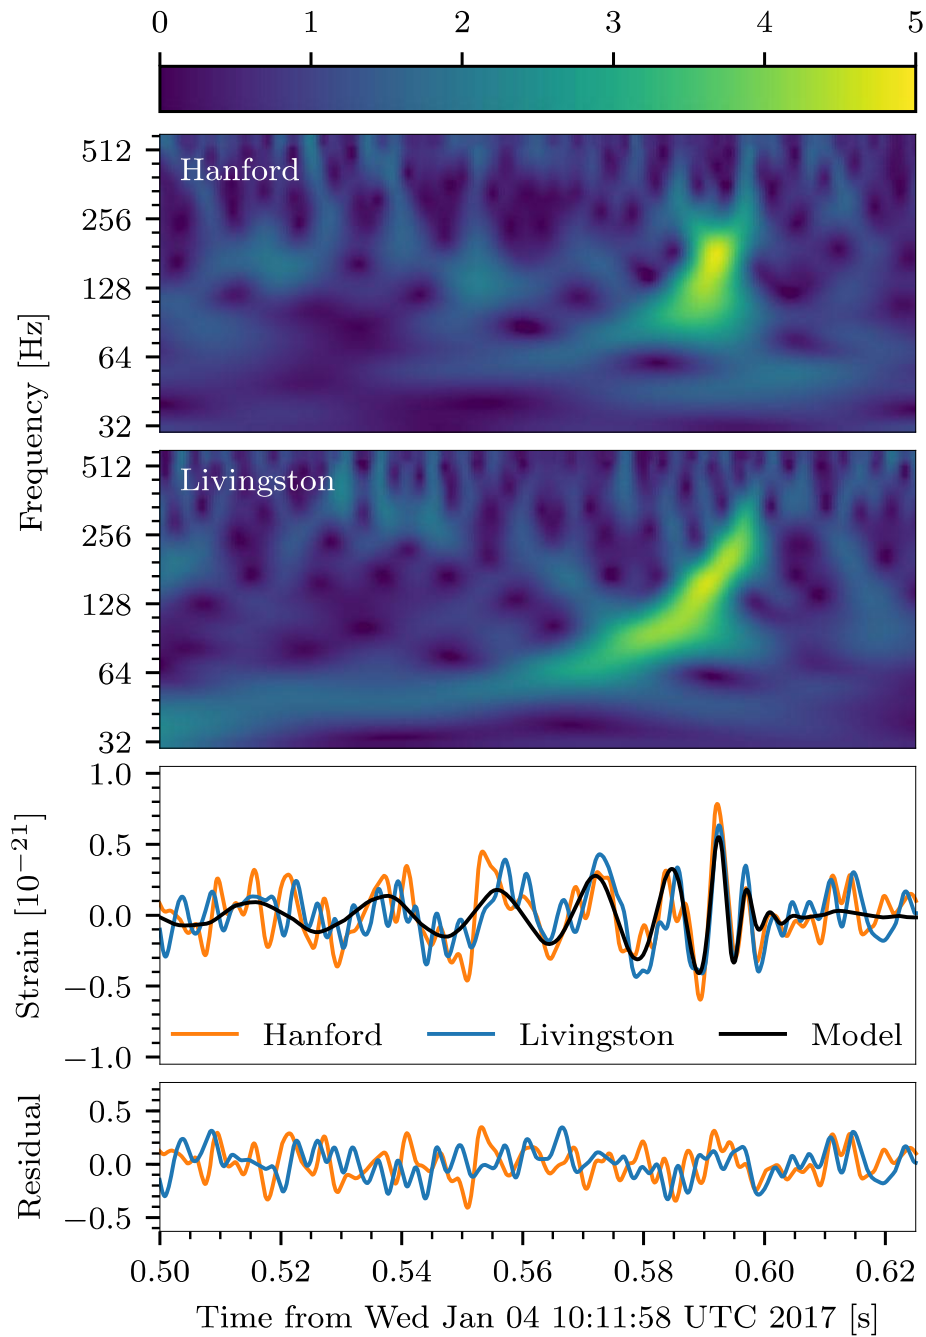 0 1 2 3 4 5
Hanford
512
256
128
64
32
Frequency [Hz]
Livingston
512
256
128
64
32
Strain [10⁻²¹]
1.0
0.5
0.0
−0.5
−1.0
Hanford Livingston Model
Residual
0.5
0.0
−0.5
0.50 0.52 0.54 0.56 0.58 0.60 0.62
Time from Wed Jan 04 10:11:58 UTC 2017 [s]